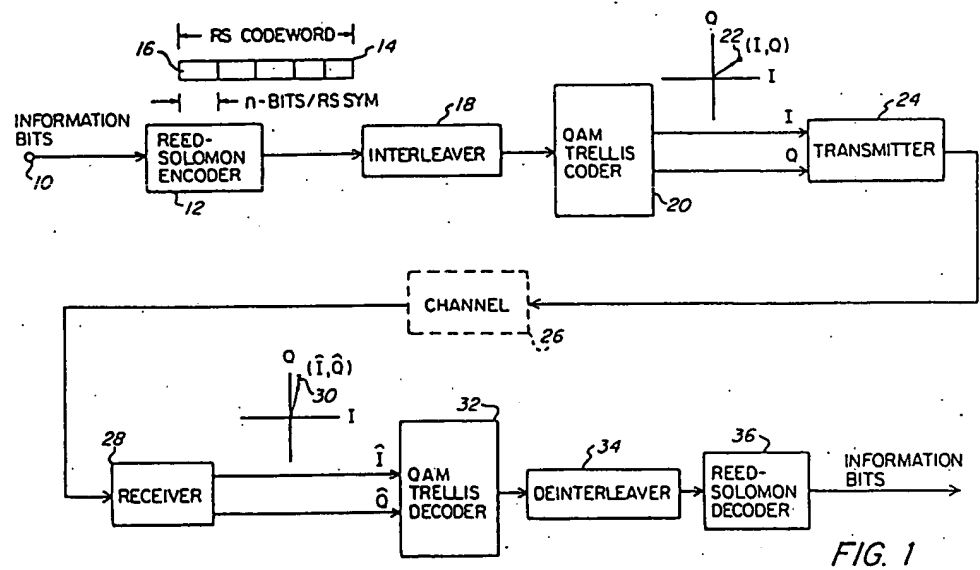 RS CODEWORD
16
14
n-BITS/RS SYM
INFORMATION
BITS
10
REED-
SOLOMON
ENCODER
12
18
INTERLEAVER
QAM
TRELLIS
CODER
20
Q
22
(I,Q)
I
I
Q
24
TRANSMITTER
CHANNEL
26
Q
(Î,Q̂)
30
I
28
RECEIVER
Î
Q̂
32
QAM
TRELLIS
DECODER
34
DEINTERLEAVER
36
REED-
SOLOMON
DECODER
INFORMATION
BITS
FIG. 1